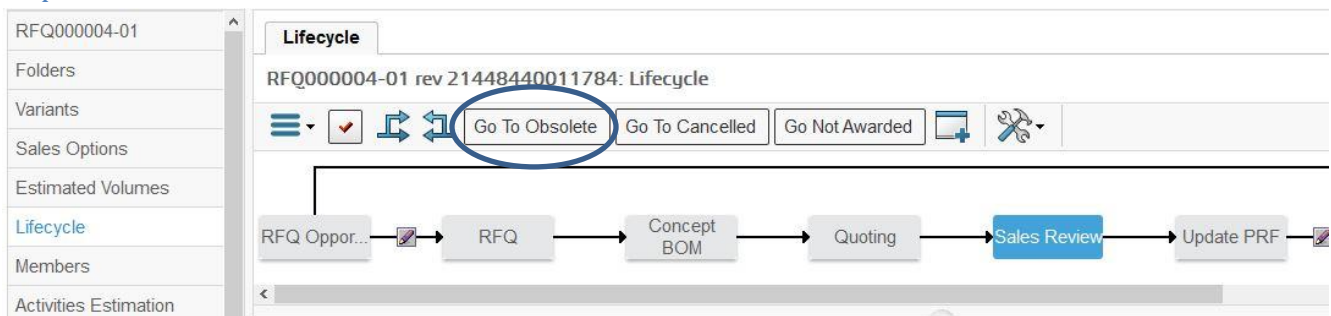 RFQ000004-01
Folders
Variants
Sales Options
Estimated Volumes
Lifecycle
Members
Activities Estimation
Lifecycle
RFQ000004-01 rev 21448440011784: Lifecycle
Go To Obsolete Go To Cancelled Go Not Awarded
RFQ Oppor... RFQ Concept BOM Quoting Sales Review Update PRF